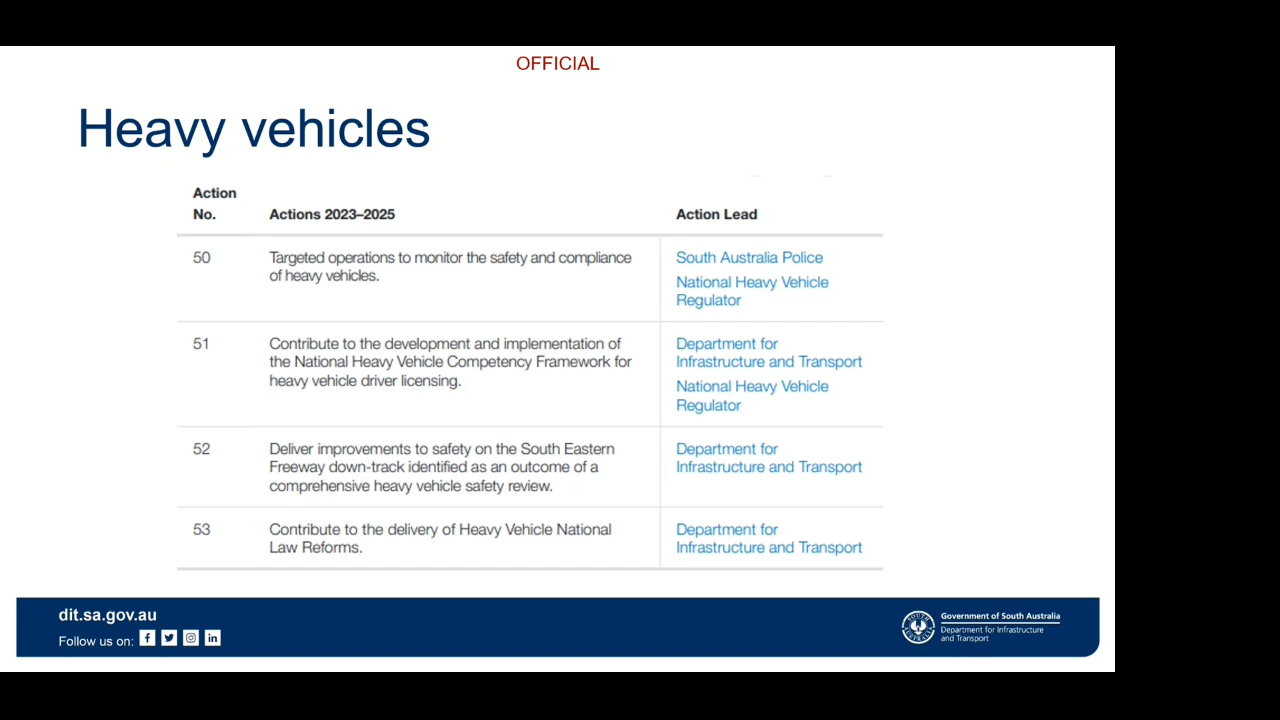 OFFICIAL
Heavy vehicles
Action
No. Actions 2023–2025 Action Lead
50 Targeted operations to monitor the safety and compliance South Australia Police
of heavy vehicles.
National Heavy Vehicle
Regulator
51 Contribute to the development and implementation of Department for
the National Heavy Vehicle Competency Framework for Infrastructure and Transport
heavy vehicle driver licensing. National Heavy Vehicle
Regulator
52 Deliver improvements to safety on the South Eastern Department for
Freeway down-track identified as an outcome of a Infrastructure and Transport
comprehensive heavy vehicle safety review.
53 Contribute to the delivery of Heavy Vehicle National Department for
Law Reforms. Infrastructure and Transport
dit.sa.gov.au
Follow us on:
Government of South Australia
Department for Infrastructure
and Transport